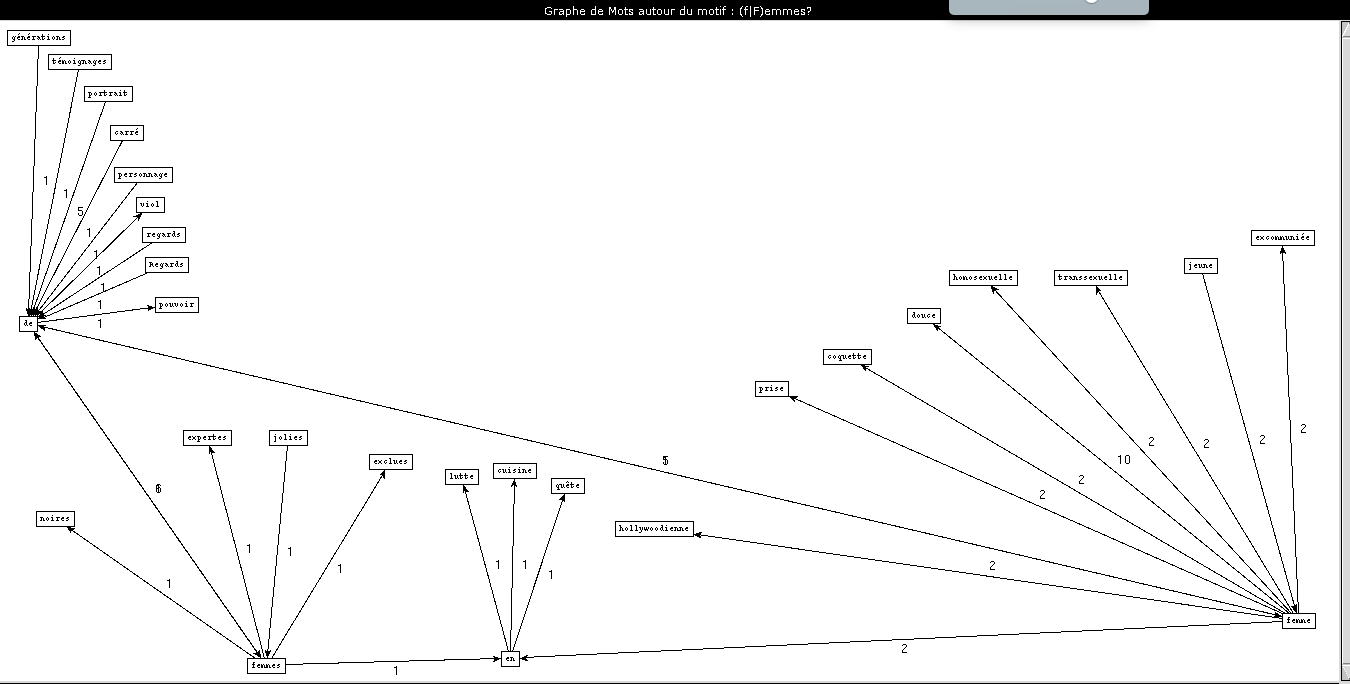 Graphe de Mots autour du motif : (f|F)emmes?
générations
témoignages
portrait
carré
personnage
1
1
viol
5
1
regards
excommuniée
1
Regards
jeune
1
homosexuelle
transsexuelle
1
pouvoir
1
douce
de
1
coquette
prise
2
expertes
jolies
2
2
2
exclues
5
10
lutte
cuisine
2
quête
6
2
noires
hollywoodienne
1
1
1
1
2
1
1
1
femme
2
en
femmes
1